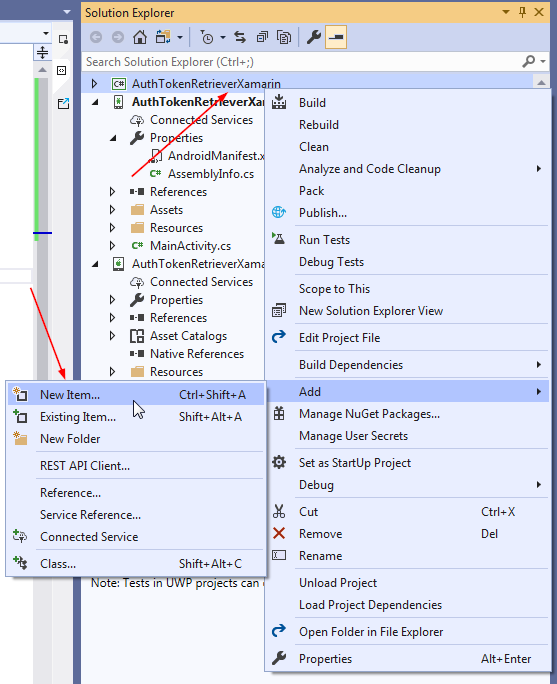 Solution Explorer
Search Solution Explorer (Ctrl+;)
C# AuthTokenRetrieverXamarin
AuthTokenRetrieverXa
Connected Services
Properties
AndroidManifest.x
C# AssemblyInfo.cs
References
Assets
Resources
C# MainActivity.cs
AuthTokenRetrieverXama
Connected Services
Properties
References
Asset Catalogs
Native References
Resources
Note: Tests in UWP projects can
Build
Rebuild
Clean
Analyze and Code Cleanup
Pack
Publish...
Run Tests
Debug Tests
Scope to This
New Solution Explorer View
Edit Project File
Build Dependencies
Add
Manage NuGet Packages...
Manage User Secrets
Set as StartUp Project
Debug
Cut Ctrl+X
Remove Del
Rename
Unload Project
Load Project Dependencies
Open Folder in File Explorer
Properties Alt+Enter
New Item... Ctrl+Shift+A
Existing Item... Shift+Alt+A
New Folder
REST API Client...
Reference...
Service Reference...
Connected Service
Class... Shift+Alt+C